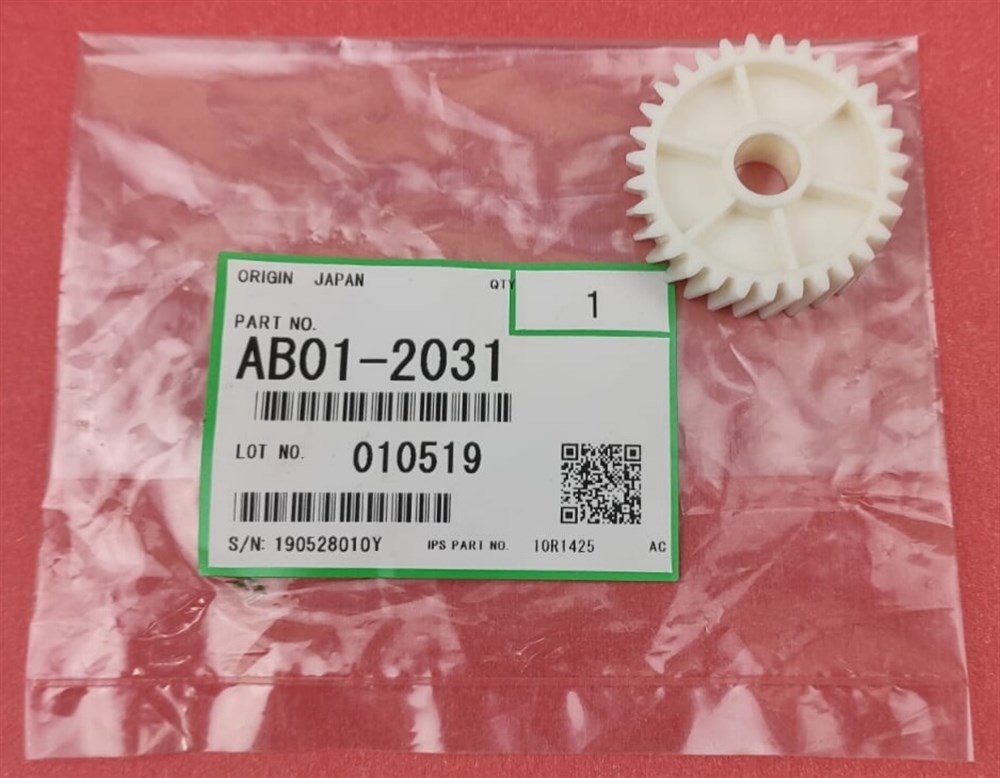 ORIGIN JAPAN QTY 1
PART NO.
AB01-2031
LOT NO. 010519
S/N: 190528010Y IPS PART NO. 10R1425 AC